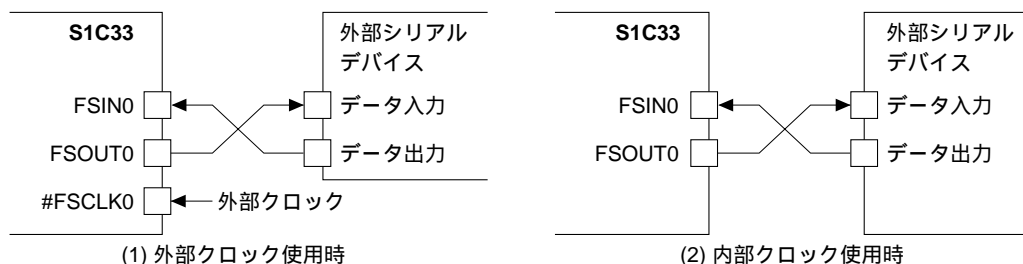 S1C33
外部シリアル
デバイス
FSIN0
データ入力
FSOUT0
データ出力
#FSCLK0
外部クロック
(1) 外部クロック使用時
S1C33
外部シリアル
デバイス
FSIN0
データ入力
FSOUT0
データ出力
(2) 内部クロック使用時